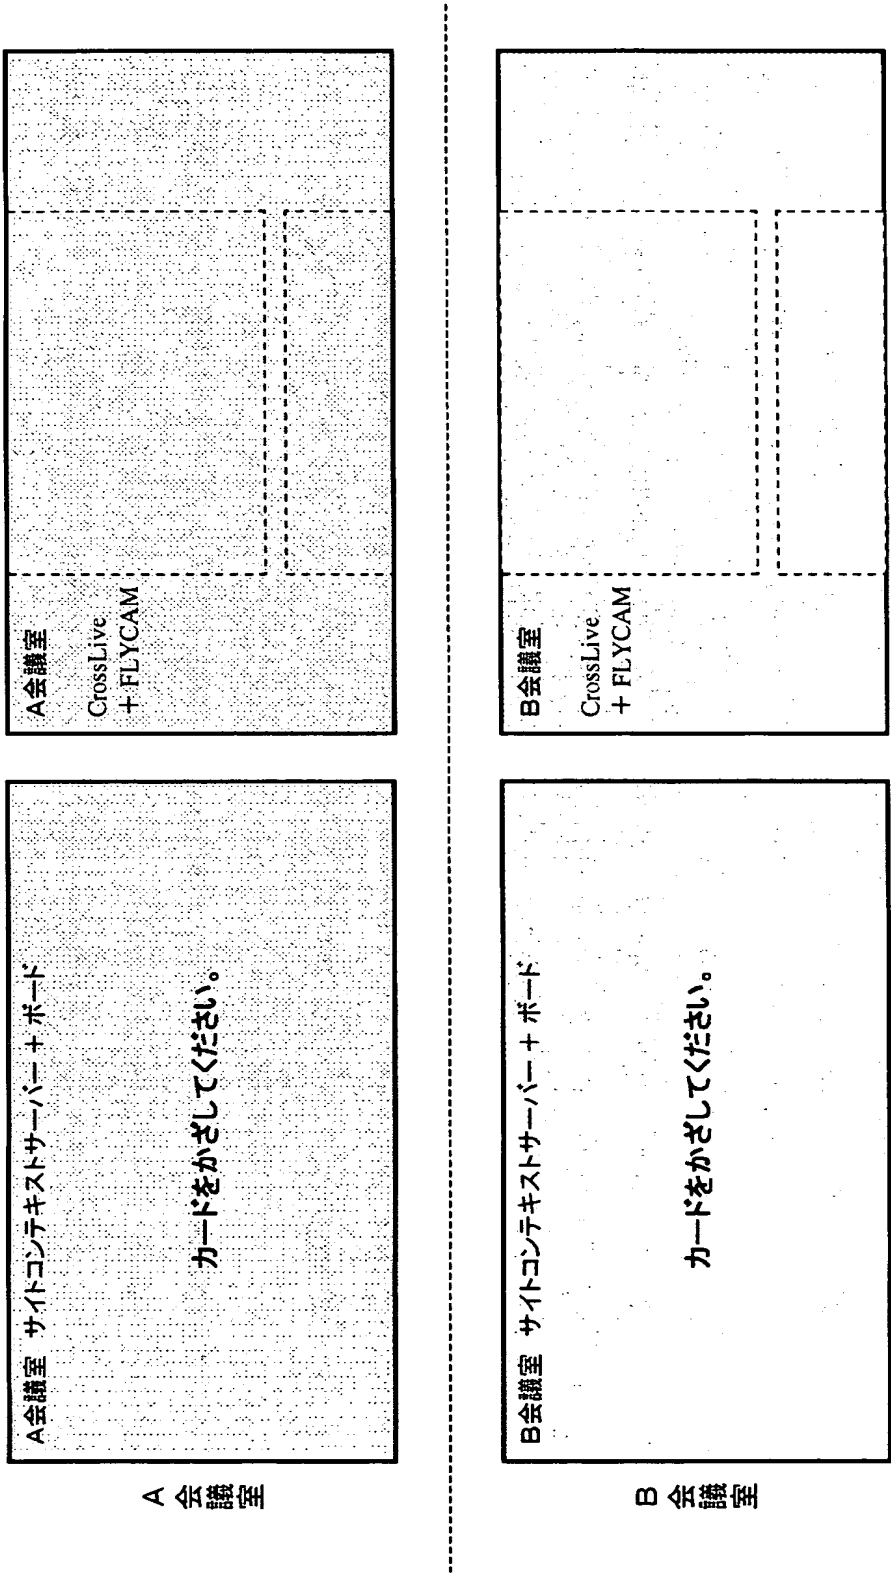 A会議室
A会議室 サイトコンテキストサーバー + ボード
カードをかざしてください。
A会議室
CrossLive
+ FLYCAM
B会議室
B会議室 サイトコンテキストサーバー + ボード
カードをかざしてください。
B会議室
CrossLive
+ FLYCAM